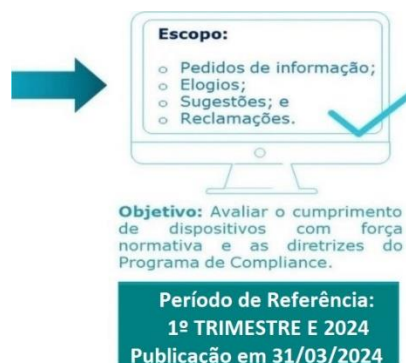 Escopo:
○ Pedidos de informação;
○ Elogios;
○ Sugestões; e
○ Reclamações.
Objetivo: Avaliar o cumprimento
de dispositivos com força
normativa e as diretrizes do
Programa de Compliance.
Período de Referência:
1º TRIMESTRE E 2024
Publicação em 31/03/2024